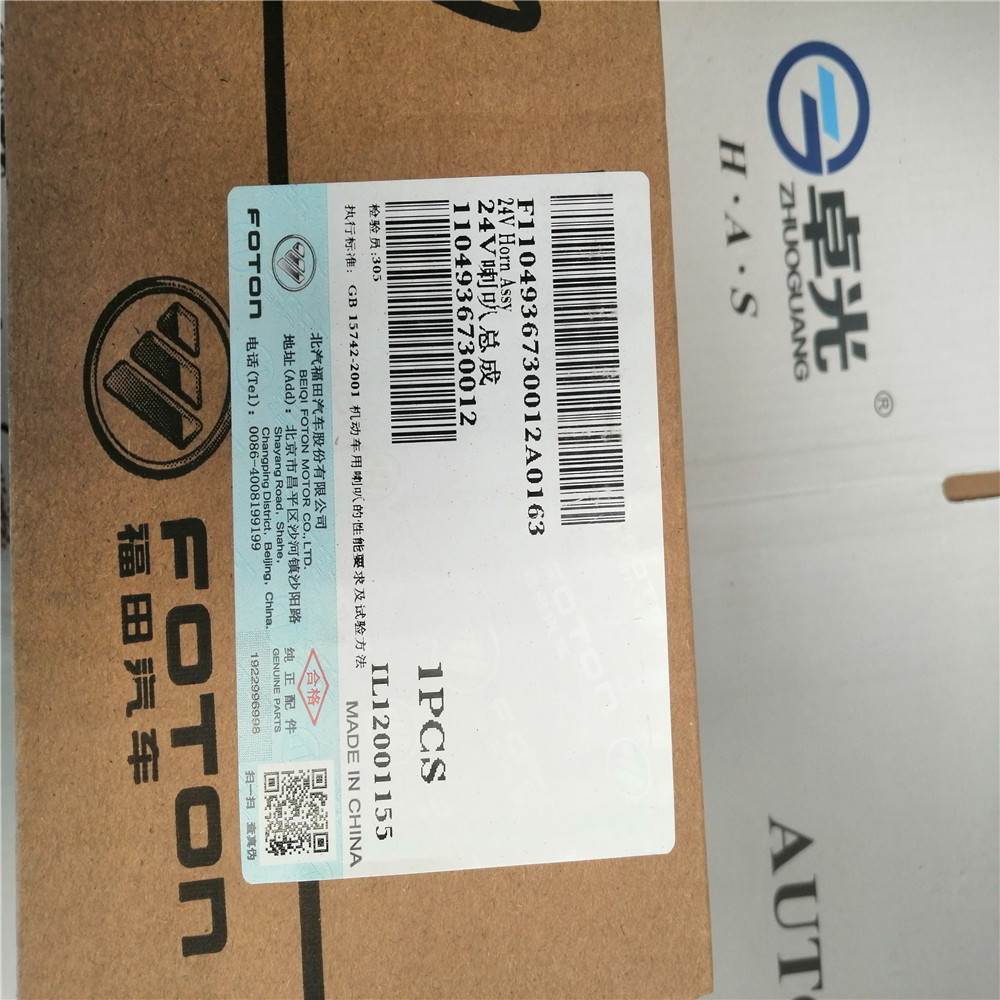 卓光
®
ZHUOGUANG
H·A·S
AUTO
F1104936730012A0163
24V Horn Assy
24V喇叭总成
1104936730012
1PCS
检验员:305
IL12001155
执行标准: GB 15742-2001 机动车用喇叭的性能要求及试验方法
MADE IN CHINA
北汽福田汽车股份有限公司
BEIQI FOTON MOTOR CO., LTD.
地址(Add): 北京市昌平区沙河镇沙阳路
Shayang Road, Shahe,
Changping District, Beijing, China.
FOTON
电话(Tel): 0086-4008199199
合格
纯正配件
GENUINE PARTS
1922996998
扫一扫 查真伪
FOTON
福田汽车